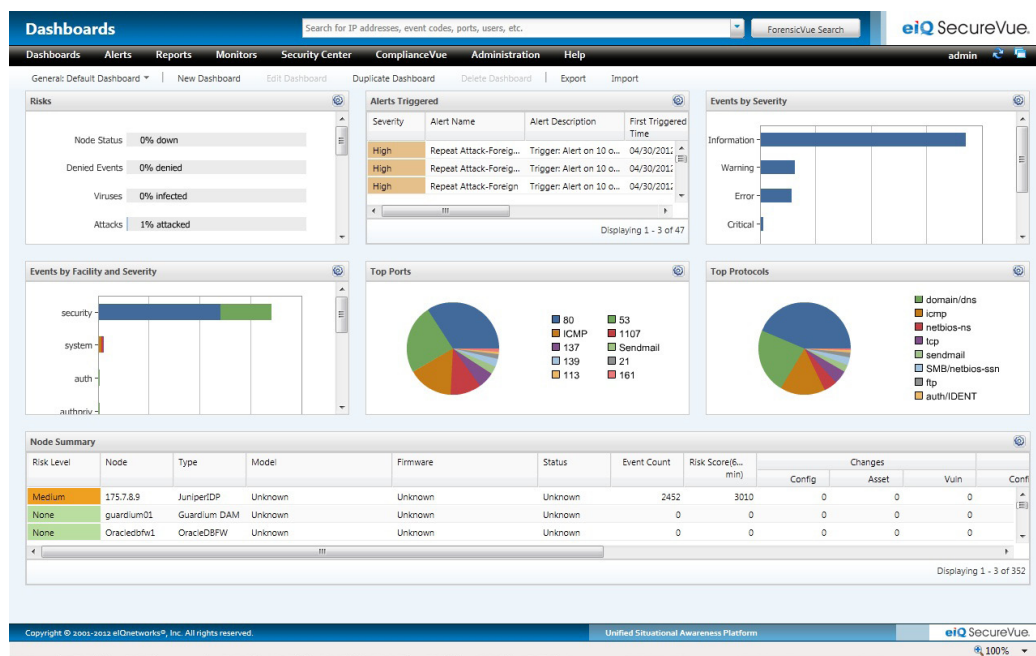 Dashboards
Search for IP addresses, event codes, ports, users, etc.
ForensicVue Search
eiQ SecureVue.
Dashboards Alerts Reports Monitors Security Center ComplianceVue Administration Help admin
General: Default Dashboard New Dashboard Edit Dashboard Duplicate Dashboard Delete Dashboard Export Import
Risks
Node Status 0% down
Denied Events 0% denied
Viruses 0% infected
Attacks 1% attacked
Alerts Triggered
Severity Alert Name Alert Description First Triggered Time
High Repeat Attack-Foreig... Trigger: Alert on 10 o... 04/30/2012
High Repeat Attack-Foreig... Trigger: Alert on 10 o... 04/30/2012
High Repeat Attack-Foreign Trigger: Alert on 10 o... 04/30/2012
Displaying 1 - 3 of 47
Events by Severity
Information
Warning
Error
Critical
Events by Facility and Severity
security
system
auth
authpriv
Top Ports
80 53
ICMP 1107
137 Sendmail
139 21
113 161
Top Protocols
domain/dns
icmp
netbios-ns
tcp
sendmail
SMB/netbios-ssn
ftp
auth/IDENT
Node Summary
Risk Level Node Type Model Firmware Status Event Count Risk Score(6... min) Changes
Config Asset Vuln Confi
Medium 175.7.8.9 JuniperIDP Unknown Unknown Unknown 2452 3010 0 0 0
None guardium01 Guardium DAM Unknown Unknown Unknown 0 0 0 0 0
None Oracledbfw1 OracleDBFW Unknown Unknown Unknown 0 0 0 0 0
Displaying 1 - 3 of 352
Copyright © 2001-2012 eIQnetworks®, Inc. All rights reserved.
Unified Situational Awareness Platform
eiQ SecureVue.
100%